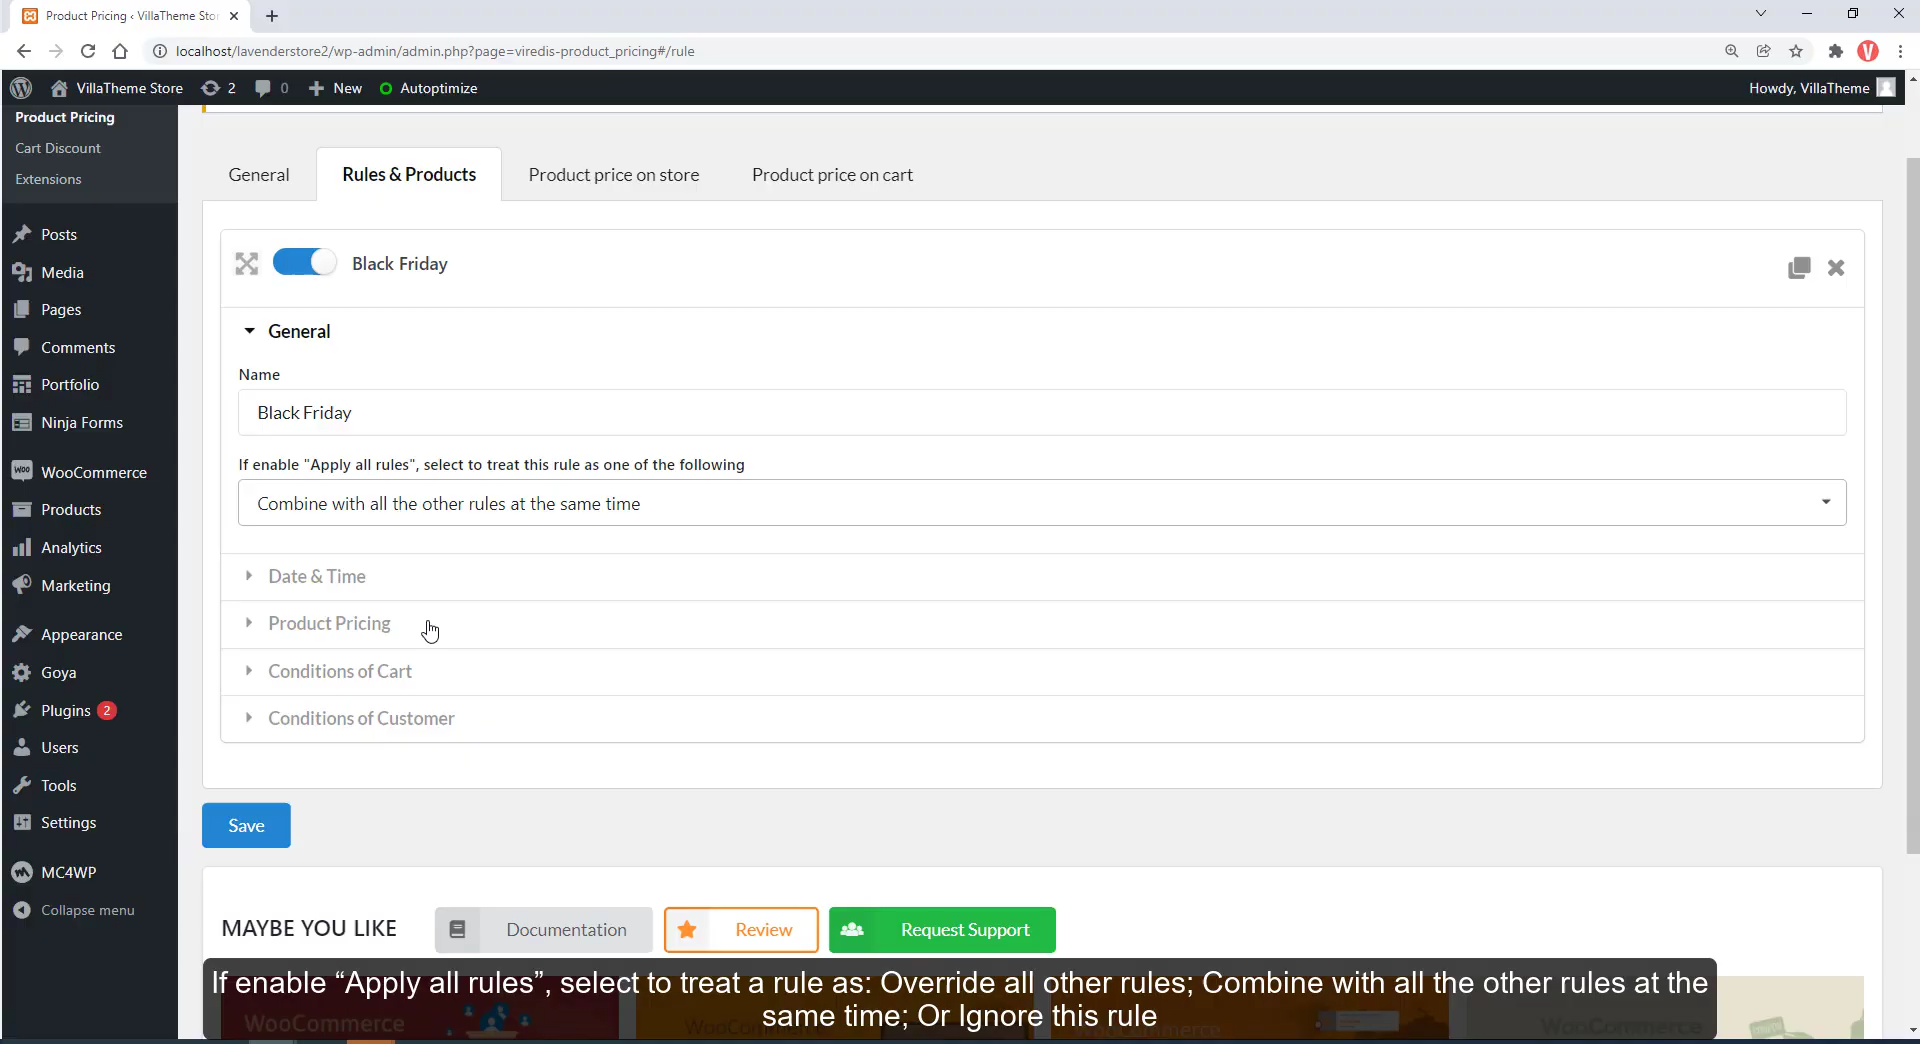 Product Pricing ‹ VillaTheme Stor
localhost/lavenderstore2/wp-admin/admin.php?page=viredis-product_pricing#/rule
V
VillaTheme Store
2
0
New
Autoptimize
Howdy, VillaTheme
Product Pricing
Cart Discount
Extensions
Posts
Media
Pages
Comments
Portfolio
Ninja Forms
WooCommerce
Products
Analytics
Marketing
Appearance
Goya
Plugins 2
Users
Tools
Settings
MC4WP
Collapse menu
General
Rules & Products
Product price on store
Product price on cart
Black Friday
General
Name
Black Friday
If enable "Apply all rules", select to treat this rule as one of the following
Combine with all the other rules at the same time
Date & Time
Product Pricing
Conditions of Cart
Conditions of Customer
Save
MAYBE YOU LIKE
Documentation
Review
Request Support
If enable “Apply all rules”, select to treat a rule as: Override all other rules; Combine with all the other rules at the
same time; Or Ignore this rule
WooCommerce
WooCommerce
WooCommerce